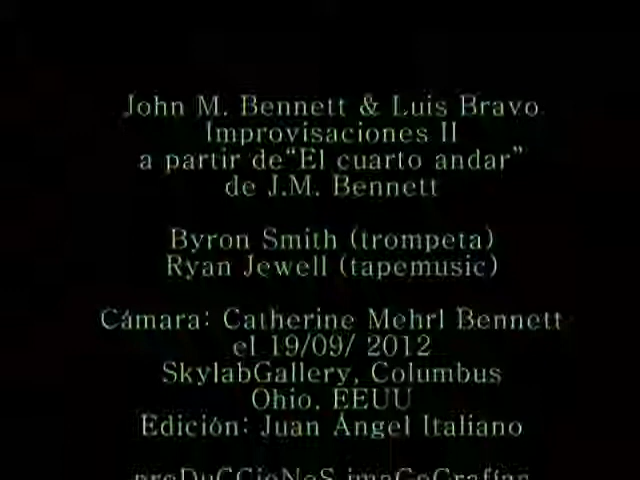 John M. Bennett & Luis Bravo
Improvisaciones II
a partir de“El cuarto andar”
de J.M. Bennett
Byron Smith (trompeta)
Ryan Jewell (tapemusic)
Cámara: Catherine Mehrl Bennett
el 19/09/ 2012
SkylabGallery, Columbus
Ohio. EEUU
Edición: Juan Ángel Italiano
proDuCCioNeS